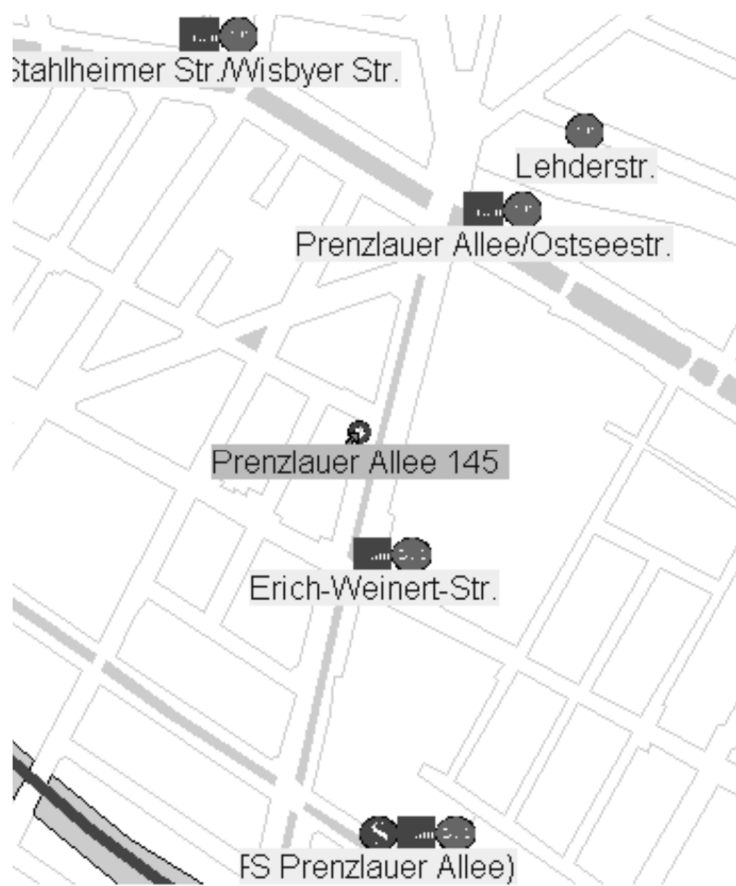 Stahlheimer Str./Wisbyer Str.
Lehderstr.
Prenzlauer Allee/Ostseestr.
Prenzlauer Allee 145
Erich-Weinert-Str.
Prenzlauer Allee)